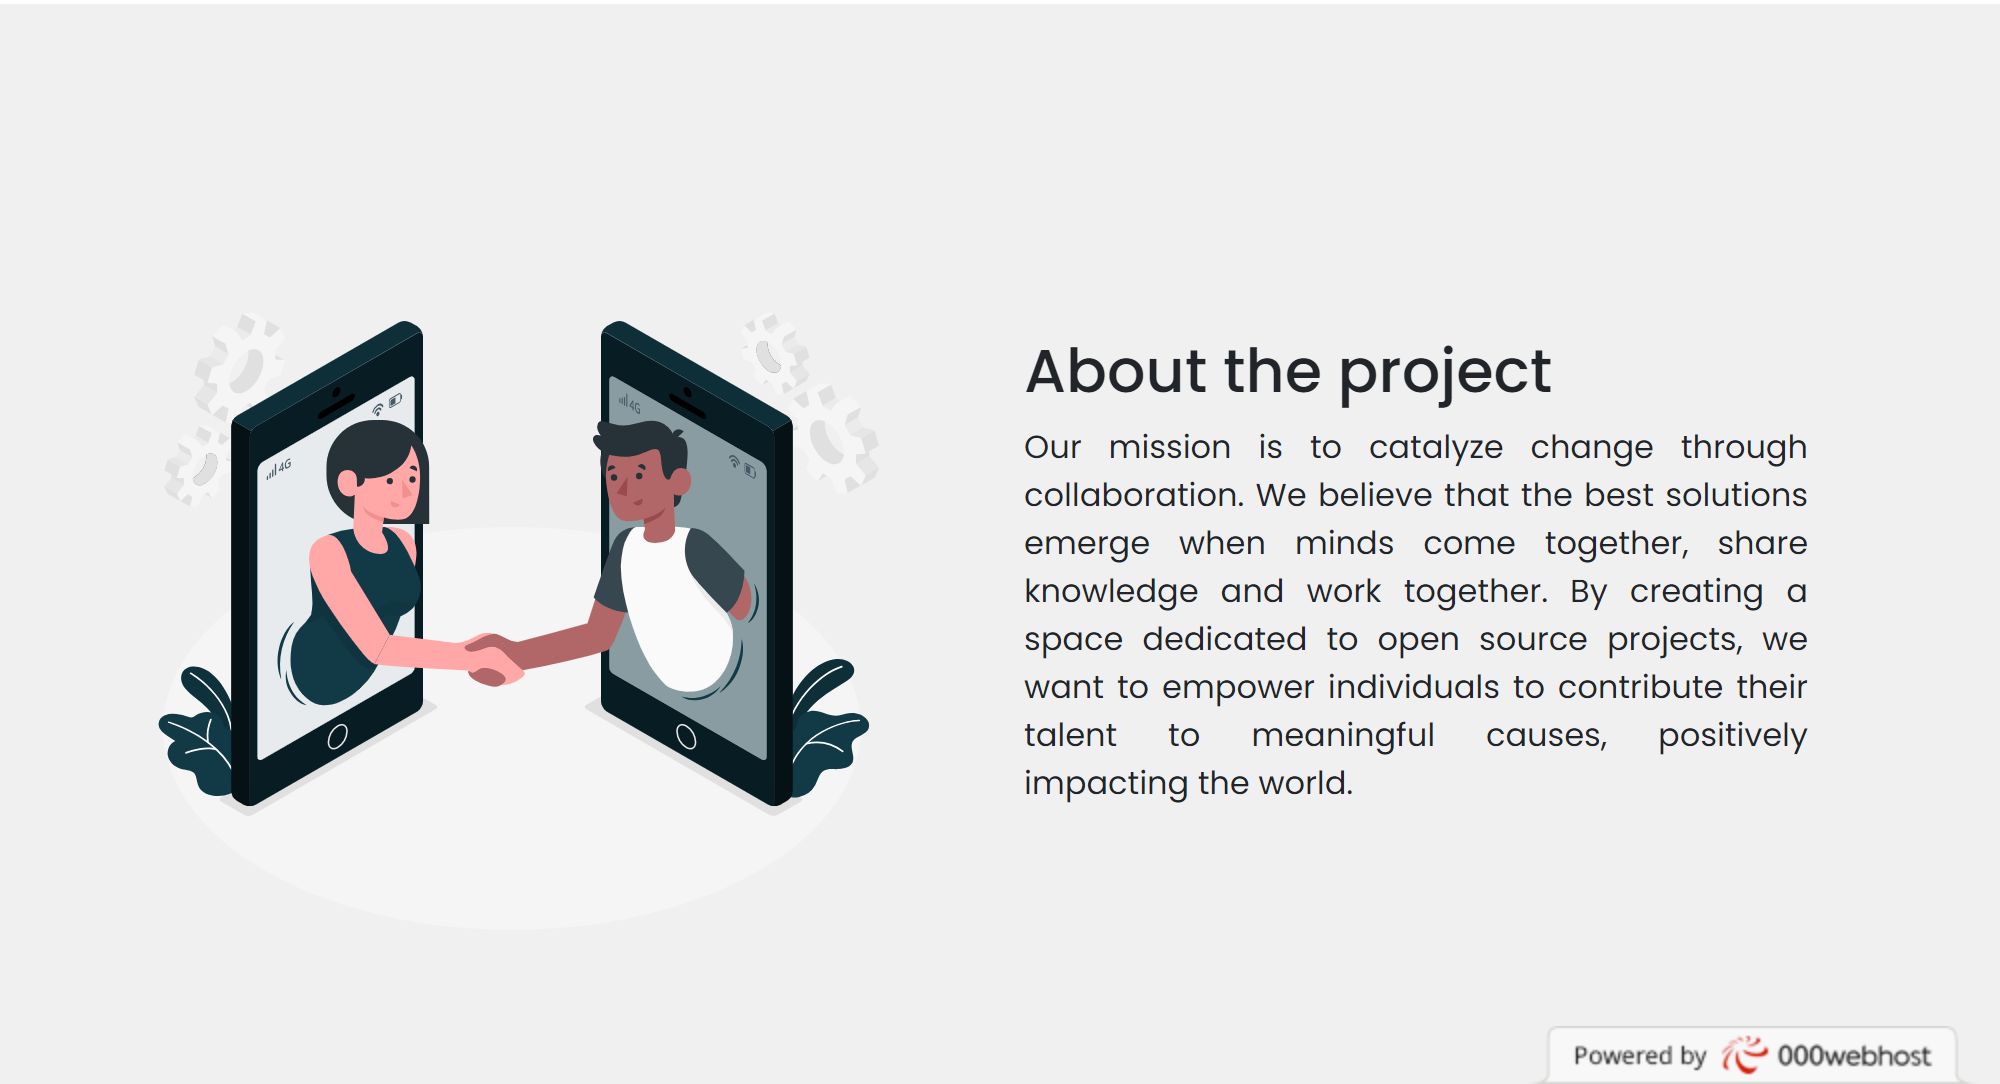 4G
4G
About the project
Our mission is to catalyze change through
collaboration. We believe that the best solutions
emerge when minds come together, share
knowledge and work together. By creating a
space dedicated to open source projects, we
want to empower individuals to contribute their
talent to meaningful causes, positively
impacting the world.
Powered by 000webhost